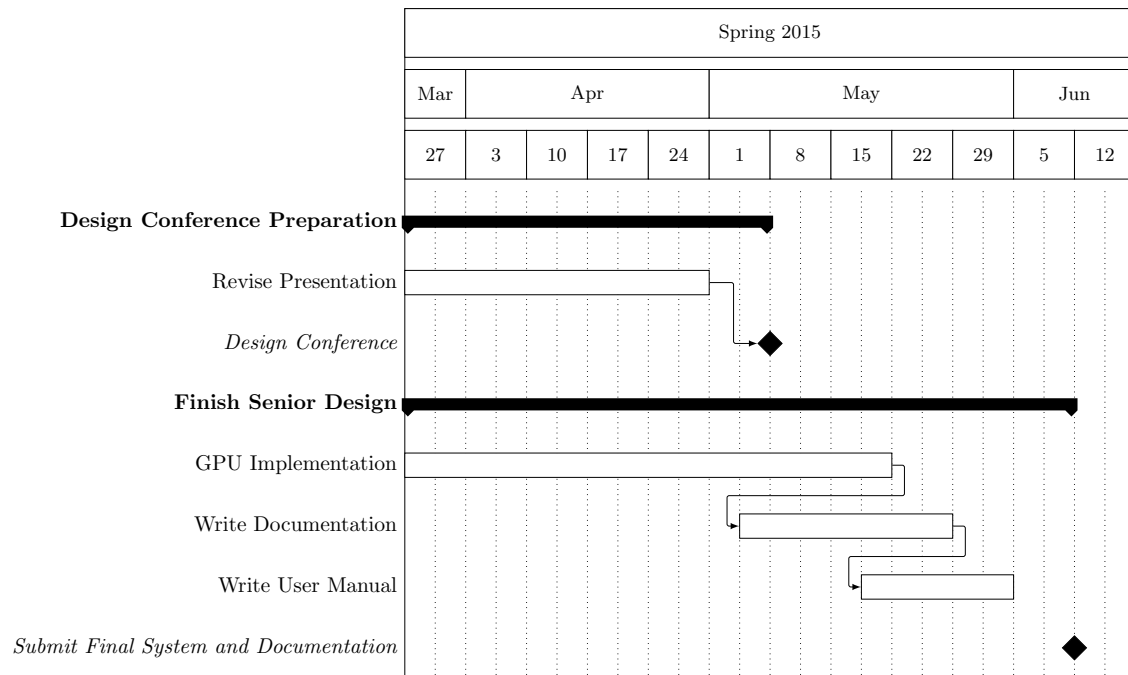 Spring 2015
Mar Apr May Jun
27 3 10 17 24 1 8 15 22 29 5 12
Design Conference Preparation
Revise Presentation
Design Conference
Finish Senior Design
GPU Implementation
Write Documentation
Write User Manual
Submit Final System and Documentation